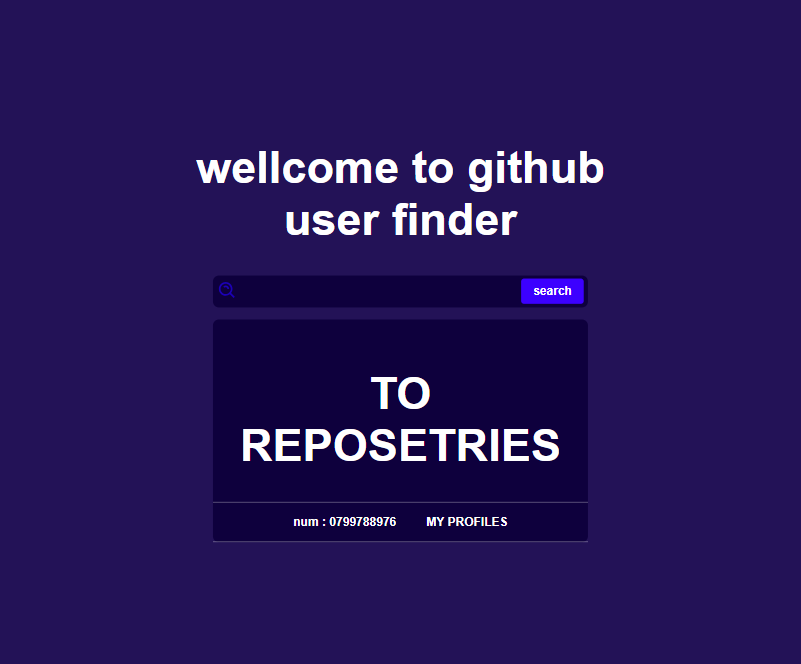 wellcome to github
user finder
search
TO
REPOSETRIES
num : 0799788976 MY PROFILES